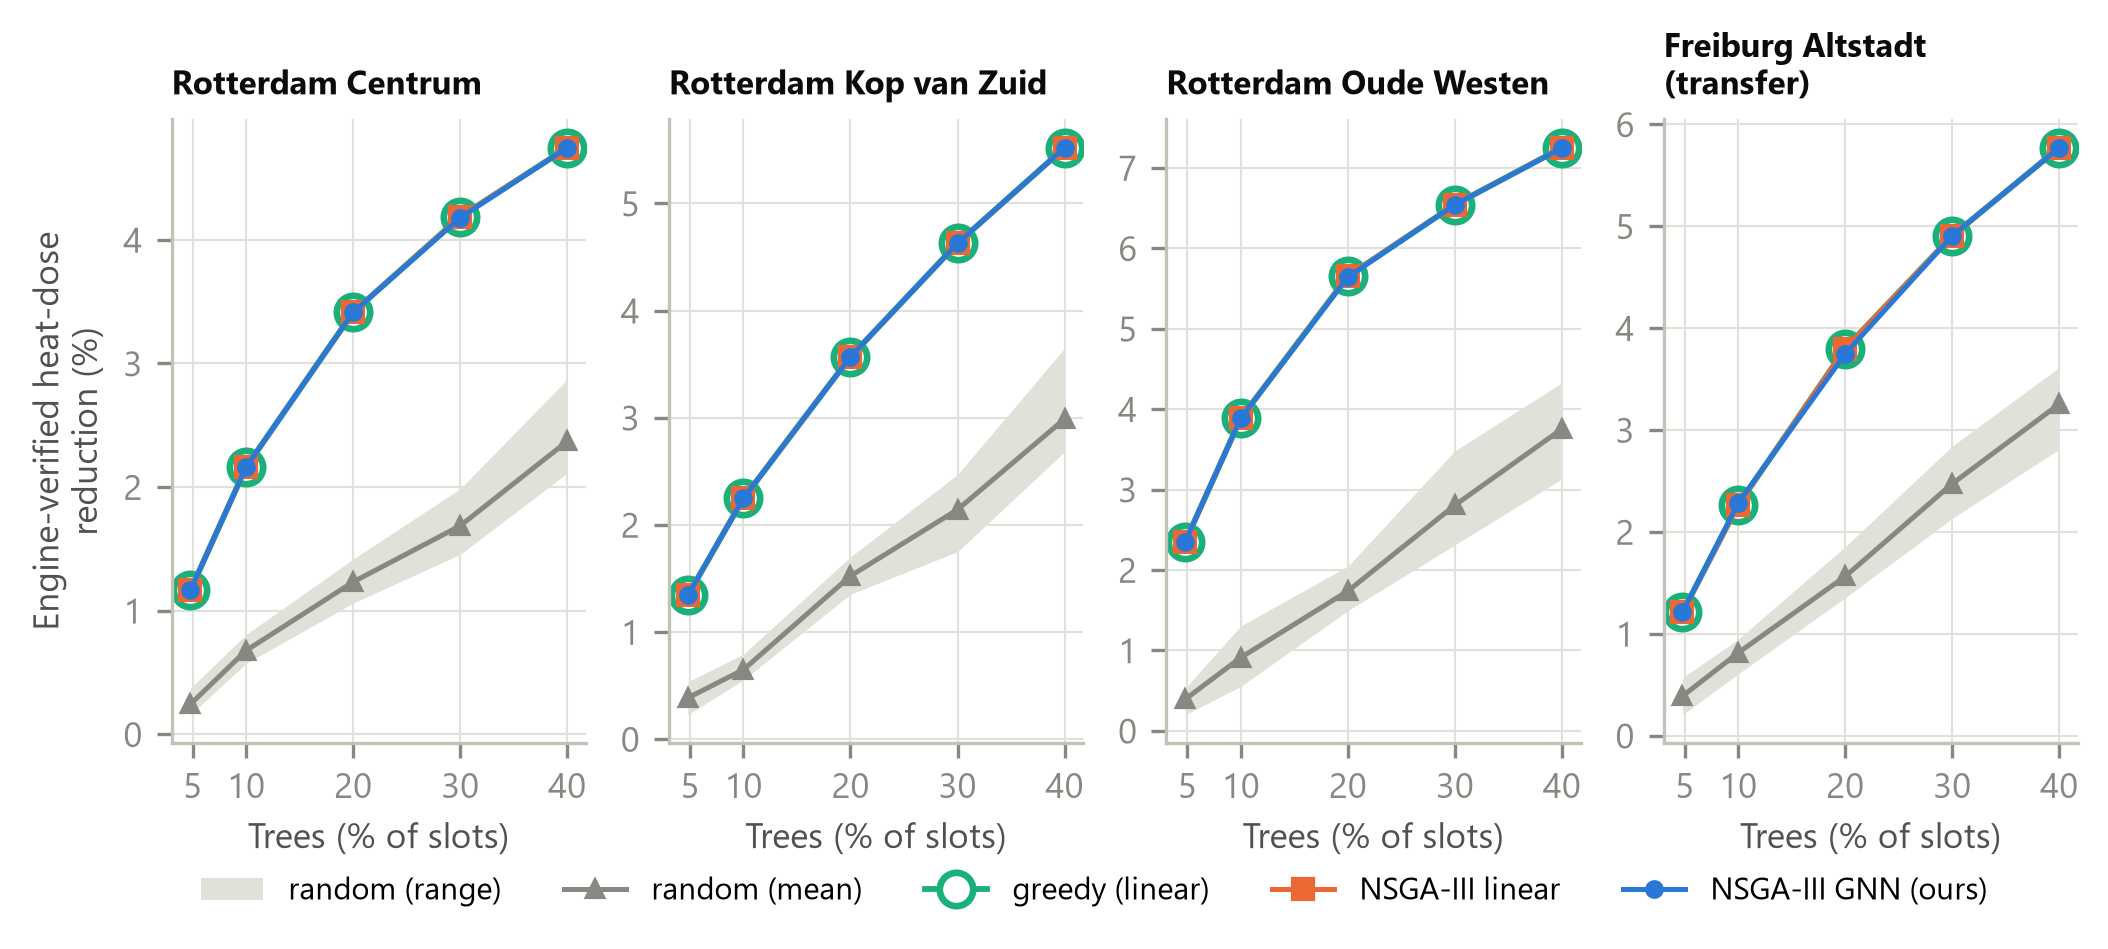 Rotterdam Centrum
Rotterdam Kop van Zuid
Rotterdam Oude Westen
Freiburg Altstadt
(transfer)
Engine-verified heat-dose
reduction (%)
4
3
2
1
0
5 10 20 30 40
Trees (% of slots)
5
4
3
2
1
0
5 10 20 30 40
Trees (% of slots)
7
6
5
4
3
2
1
0
5 10 20 30 40
Trees (% of slots)
6
5
4
3
2
1
0
5 10 20 30 40
Trees (% of slots)
random (range) random (mean) greedy (linear) NSGA-III linear NSGA-III GNN (ours)